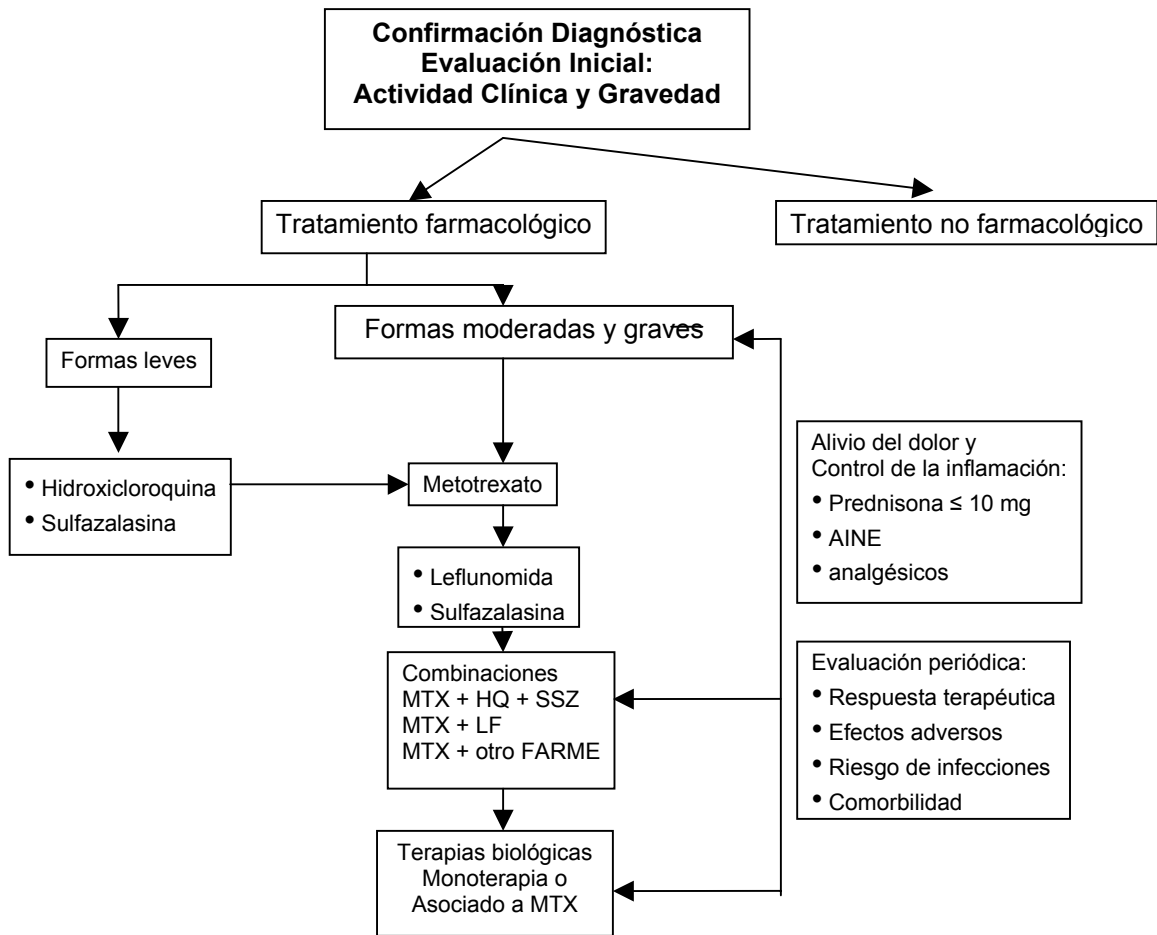 Confirmación Diagnóstica
Evaluación Inicial:
Actividad Clínica y Gravedad
Tratamiento farmacológico
Tratamiento no farmacológico
Formas moderadas y graves
Formas leves
• Hidroxicloroquina
• Sulfazalasina
Metotrexato
• Leflunomida
• Sulfazalasina
Combinaciones
MTX + HQ + SSZ
MTX + LF
MTX + otro FARME
Terapias biológicas
Monoterapia o
Asociado a MTX
Alivio del dolor y
Control de la inflamación:
• Prednisona ≤ 10 mg
• AINE
• analgésicos
Evaluación periódica:
• Respuesta terapéutica
• Efectos adversos
• Riesgo de infecciones
• Comorbilidad